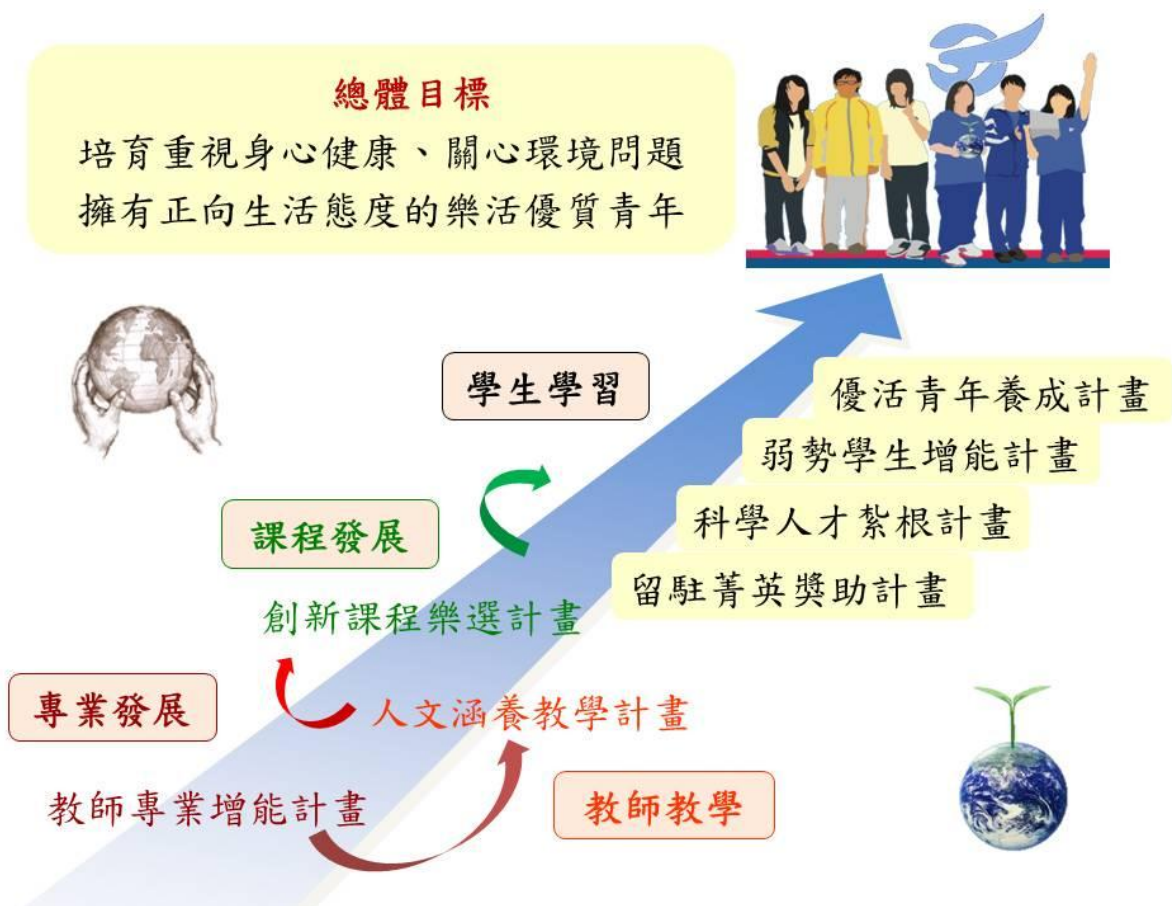 總體目標
培育重視身心健康、關心環境問題
擁有正向生活態度的樂活優質青年
學生學習
優活青年養成計畫
弱勢學生增能計畫
科學人才紮根計畫
留駐菁英獎助計畫
課程發展
創新課程樂選計畫
專業發展
人文涵養教學計畫
教師專業增能計畫
教師教學